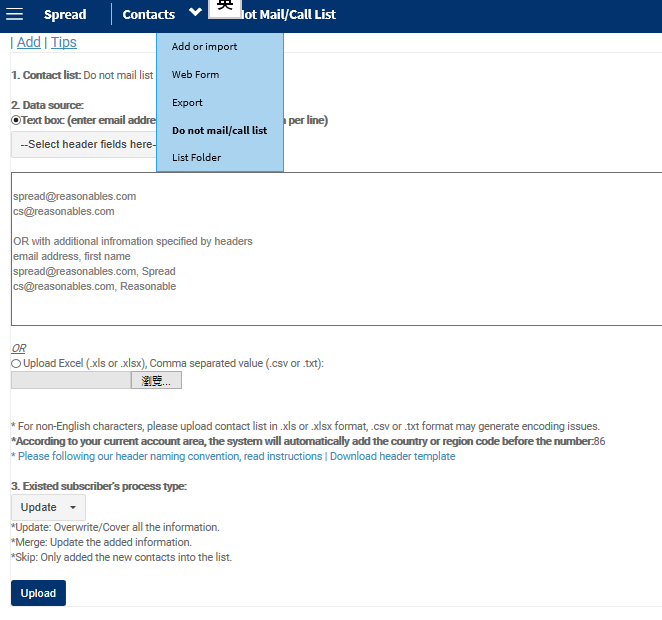 Spread
Contacts
英
Not Mail/Call List
| Add | Tips
Add or import
Web Form
Export
Do not mail/call list
List Folder
1. Contact list: Do not mail list
2. Data source:
Text box: (enter email addre
per line)
--Select header fields here-
spread@reasonables.com
cs@reasonables.com
OR with additional infromation specified by headers
email address, first name
spread@reasonables.com, Spread
cs@reasonables.com, Reasonable
OR
Upload Excel (.xls or .xlsx), Comma separated value (.csv or .txt):
瀏覽...
* For non-English characters, please upload contact list in .xls or .xlsx format, .csv or .txt format may generate encoding issues.
*According to your current account area, the system will automatically add the country or region code before the number:86
* Please following our header naming convention, read instructions | Download header template
3. Existed subscriber's process type:
Update
*Update: Overwrite/Cover all the information.
*Merge: Update the added information.
*Skip: Only added the new contacts into the list.
Upload